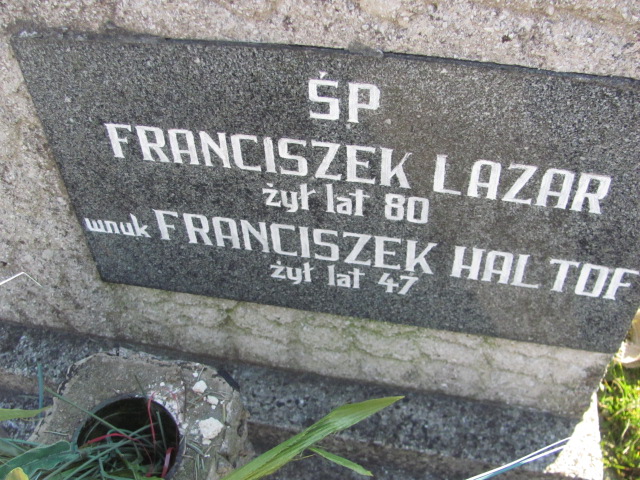 ŚP
FRANCISZEK LAZAR
żył lat 80
wnuk FRANCISZEK HALTOF
żył lat 47